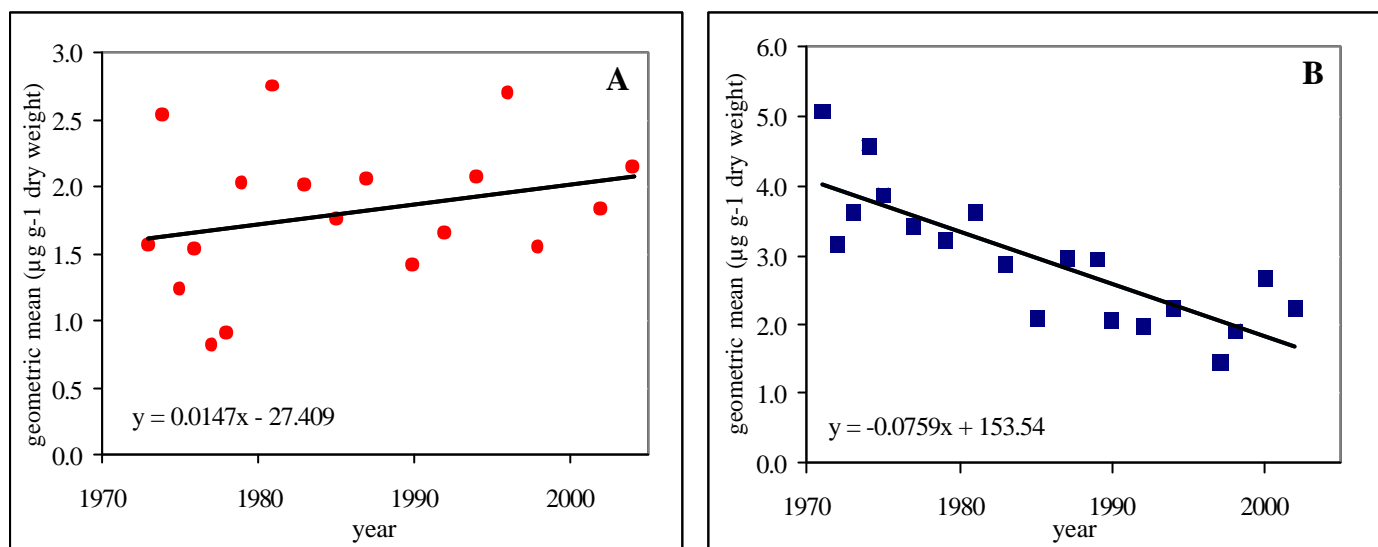 A
geometric mean (µg g-1 dry weight)
3.0
2.5
2.0
1.5
1.0
0.5
0.0
y = 0.0147x - 27.409
1970
1980
1990
2000
year
B
geometric mean (µg g-1 dry weight)
6.0
5.0
4.0
3.0
2.0
1.0
0.0
y = -0.0759x + 153.54
1970
1980
1990
2000
year